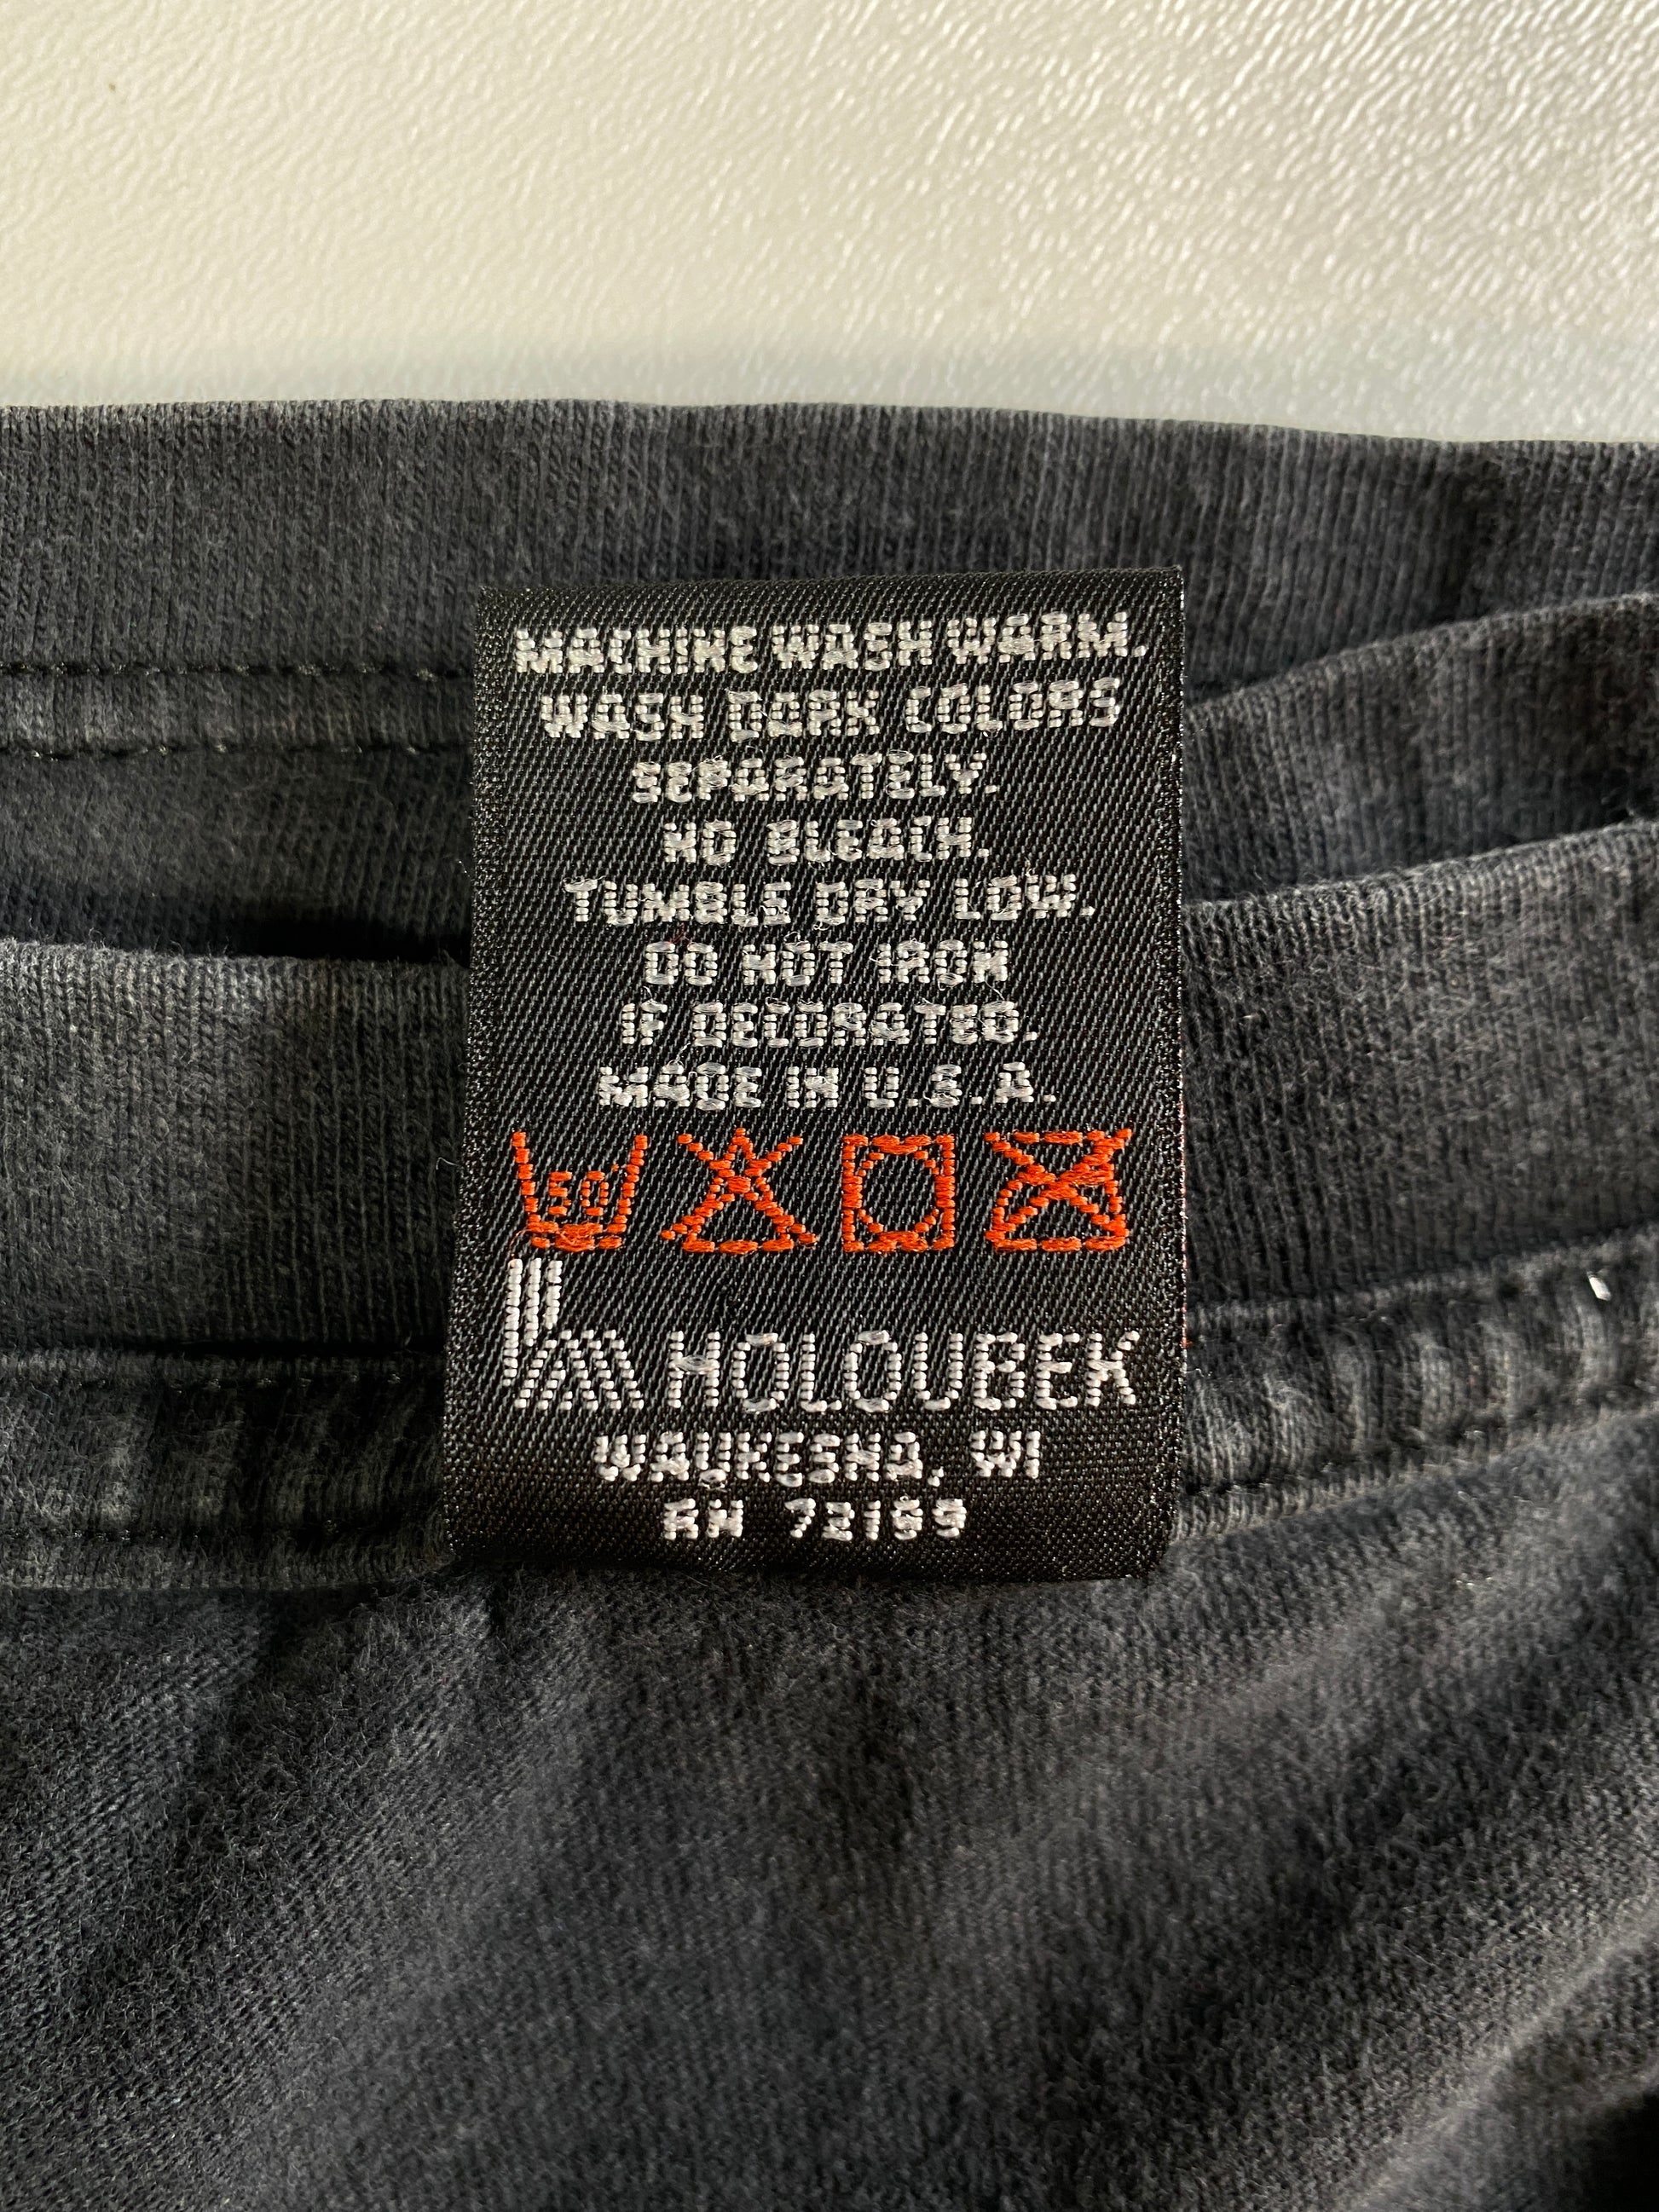 MACHINE WASH WARM.
WASH DARK COLORS
SEPARATELY.
NO BLEACH.
TUMBLE DRY LOW.
DO NOT IRON
IF DECORATED.
MADE IN U.S.A.
50°
HOLOUBEK
WAUKESHA, WI
RN 72199